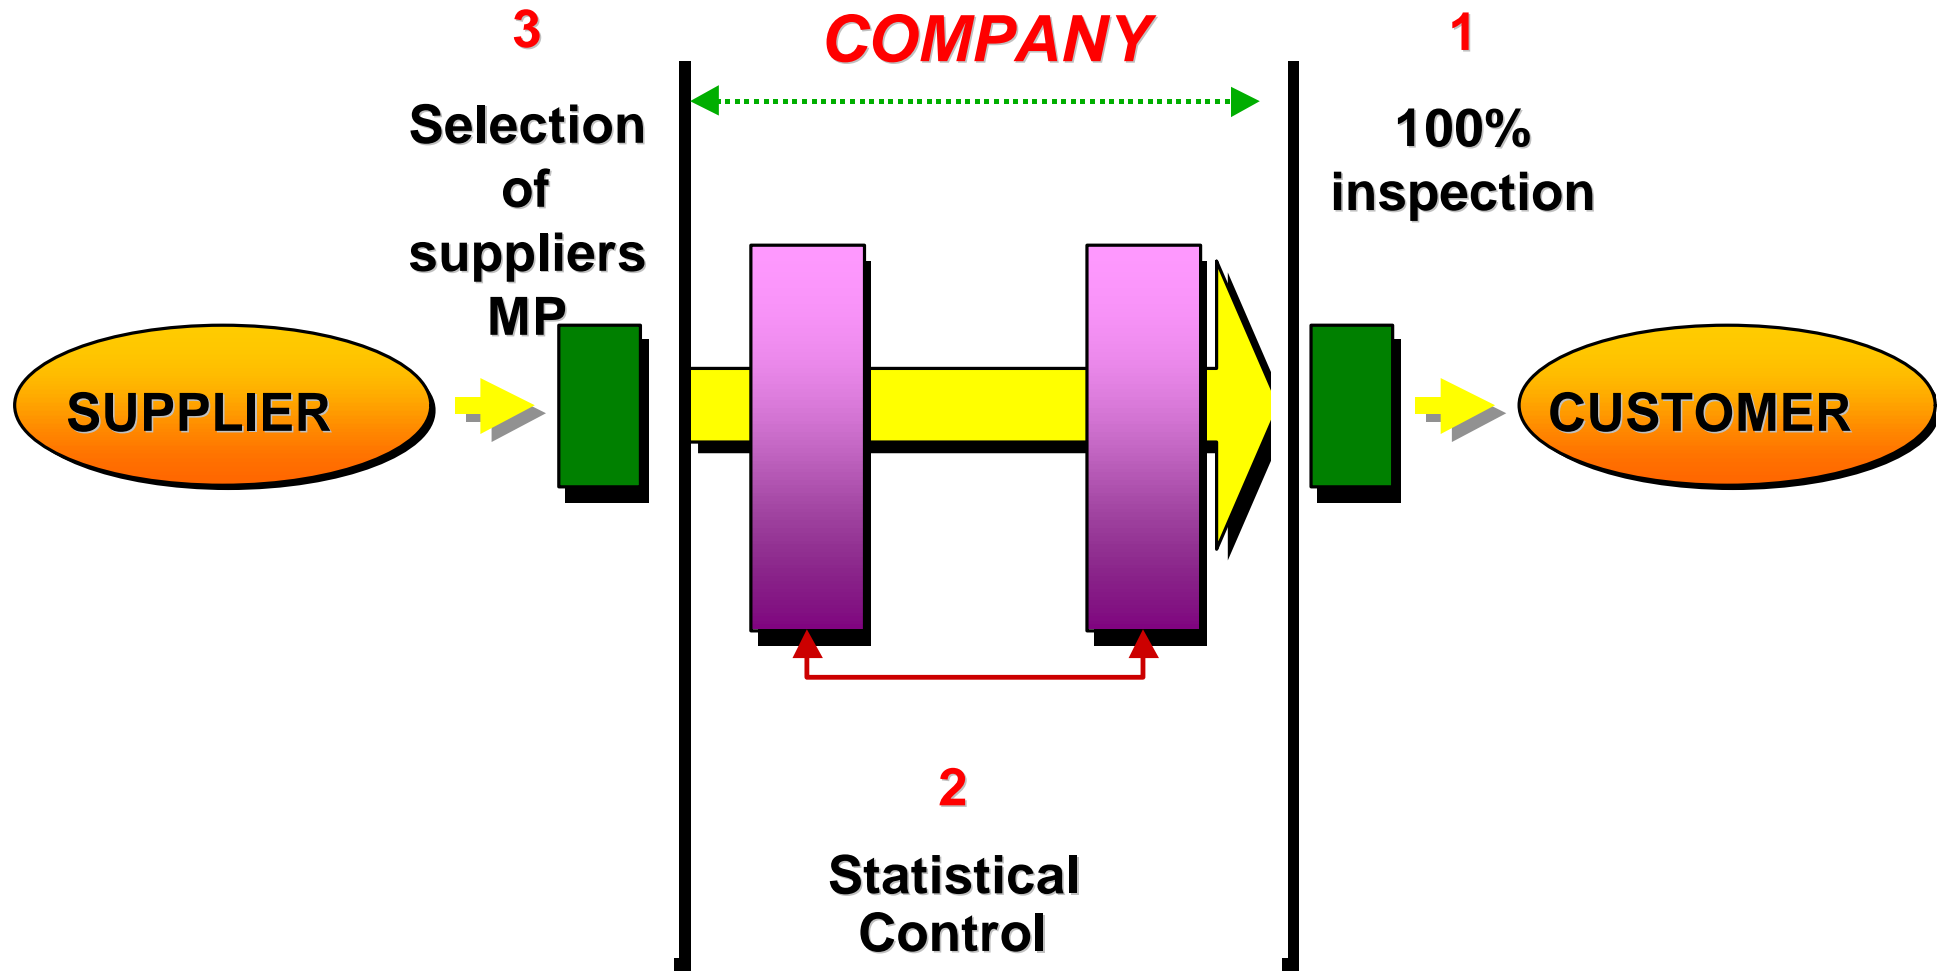 3
Selection
of
suppliers
MP
COMPANY
1
100%
inspection
SUPPLIER
CUSTOMER
2
Statistical
Control